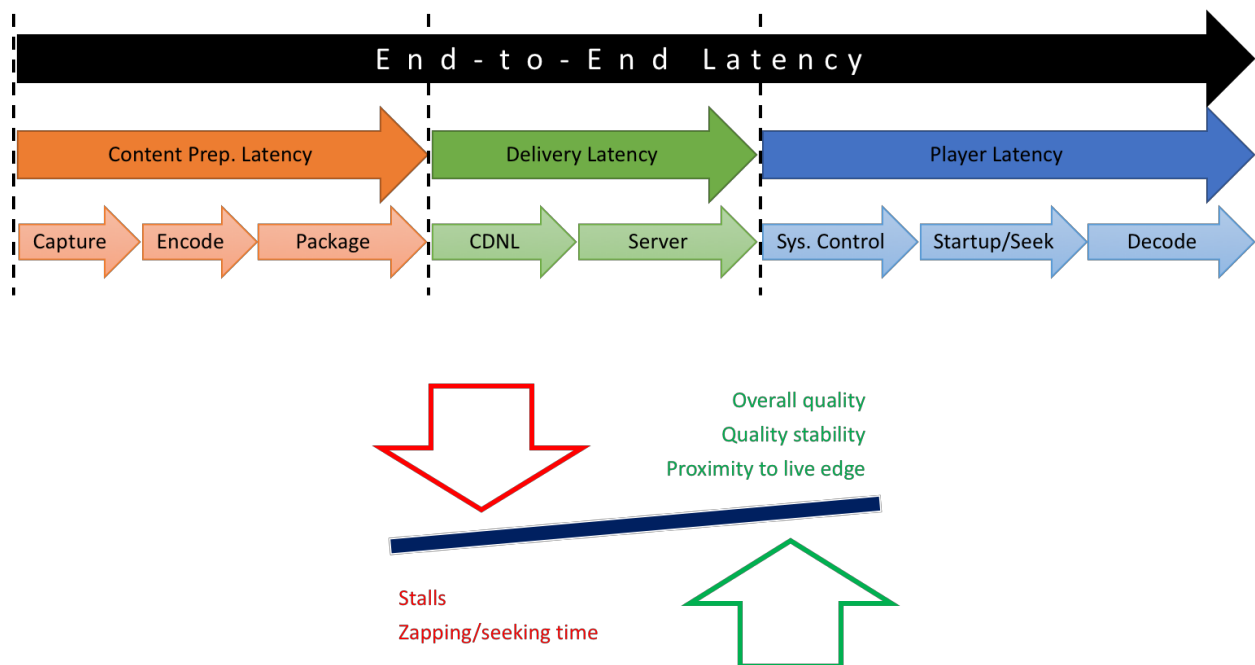 End-to-End Latency
Content Prep. Latency
Delivery Latency
Player Latency
Capture
Encode
Package
CDNL
Server
Sys. Control
Startup/Seek
Decode
Overall quality
Quality stability
Proximity to live edge
Stalls
Zapping/seeking time